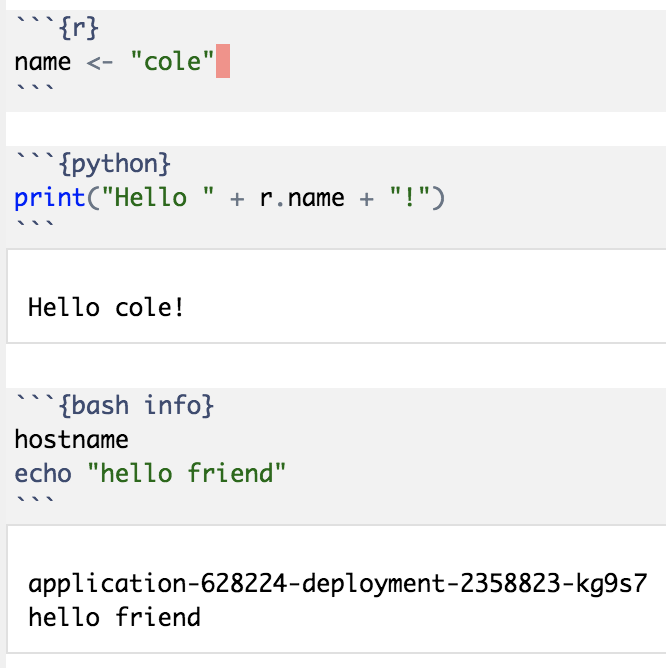 ```{r}
name <- "cole"
```
```{python}
print("Hello " + r.name + "!")
```
Hello cole!
```{bash info}
hostname
echo "hello friend"
```
application-628224-deployment-2358823-kg9s7
hello friend